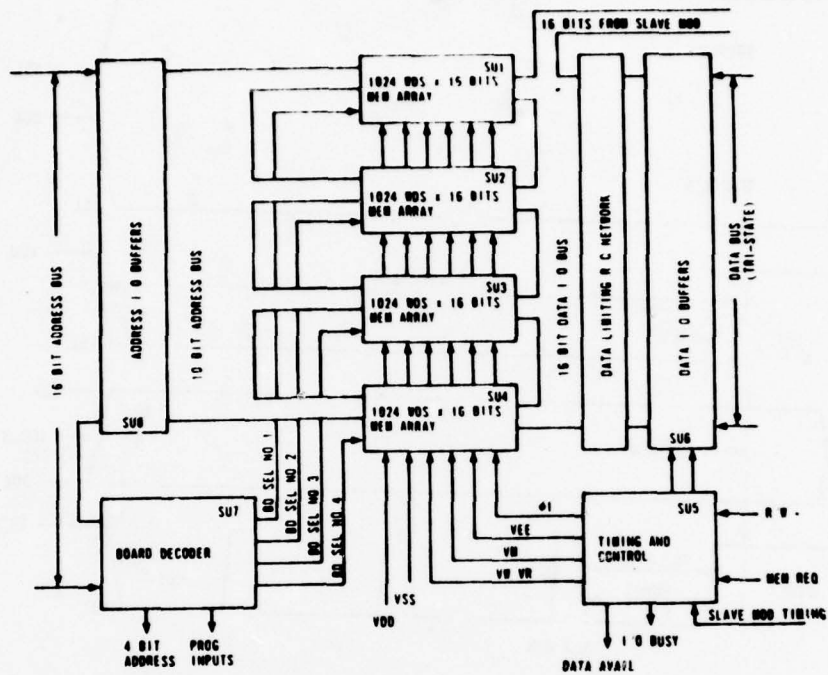 16 BITS FROM SLAVE MOD
SU1
1024 WDS × 15 BITS
MEM ARRAY
SU2
1024 WDS × 16 BITS
MEM ARRAY
SU3
1024 WDS × 16 BITS
MEM ARRAY
SU4
1024 WDS × 16 BITS
MEM ARRAY
16 BIT ADDRESS BUS
ADDRESS I O BUFFERS
SU8
10 BIT ADDRESS BUS
16 BIT DATA I O BUS
DATA LIMITING R C NETWORK
DATA I O BUFFERS
SU6
DATA BUS
(TRI-STATE)
BD SEL NO 1
BD SEL NO 2
BD SEL NO 3
BD SEL NO 4
SU7
BOARD DECODER
4 BIT
ADDRESS
PROG
INPUTS
VDD
VSS
φ1
VEE
VW
VW VR
SU5
TIMING AND
CONTROL
R W
MEM REQ
SLAVE MOD TIMING
I/O BUSY
DATA AVAIL